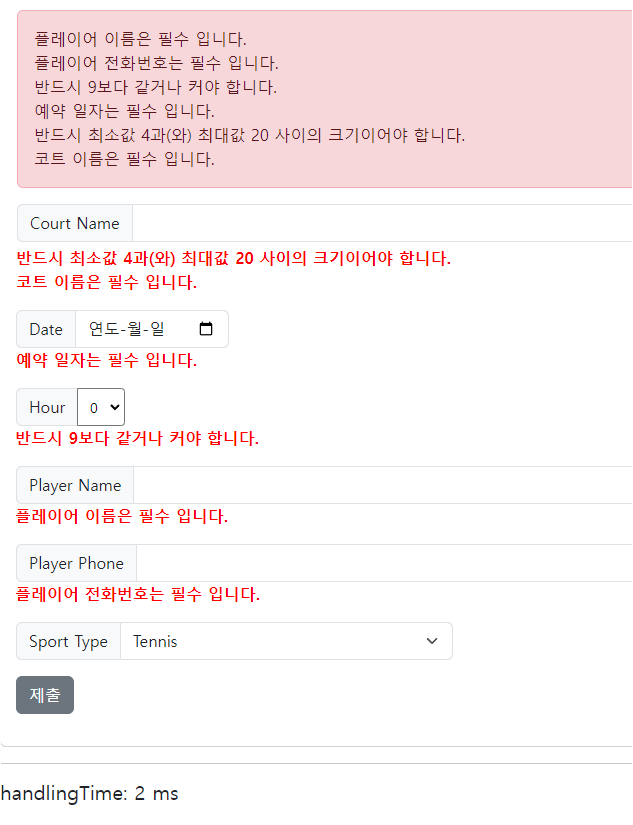 플레이어 이름은 필수 입니다.
플레이어 전화번호는 필수 입니다.
반드시 9보다 같거나 커야 합니다.
예약 일자는 필수 입니다.
반드시 최소값 4과(와) 최대값 20 사이의 크기이어야 합니다.
코트 이름은 필수 입니다.
Court Name
반드시 최소값 4과(와) 최대값 20 사이의 크기이어야 합니다.
코트 이름은 필수 입니다.
Date 연도-월-일
예약 일자는 필수 입니다.
Hour 0
반드시 9보다 같거나 커야 합니다.
Player Name
플레이어 이름은 필수 입니다.
Player Phone
플레이어 전화번호는 필수 입니다.
Sport Type Tennis
제출
handlingTime: 2 ms